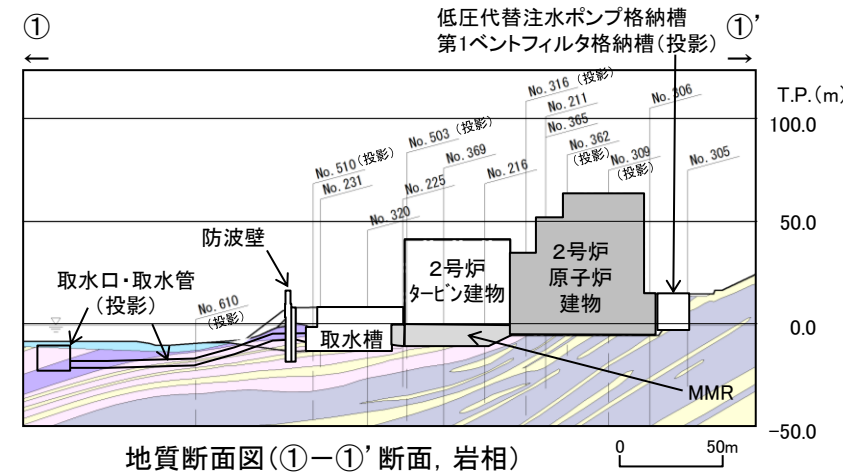 低圧代替注水ポンプ格納槽
第1ベントフィルタ格納槽(投影)
①
①’
←
→
T.P.(m)
No. 316 (投影)
No. 211
No. 306
100.0
No. 503 (投影)
No. 365
No. 510(投影)
No. 369
No. 362
(投影)
No. 309
(投影)
No. 305
No. 231
No. 225
No. 216
No. 320
50.0
防波壁
2号炉
タービン建物
2号炉
原子炉
建物
取水口・取水管
(投影)
No. 610
(投影)
取水槽
0.0
MMR
-50.0
地質断面図(①-①’断面, 岩相)
0
50m